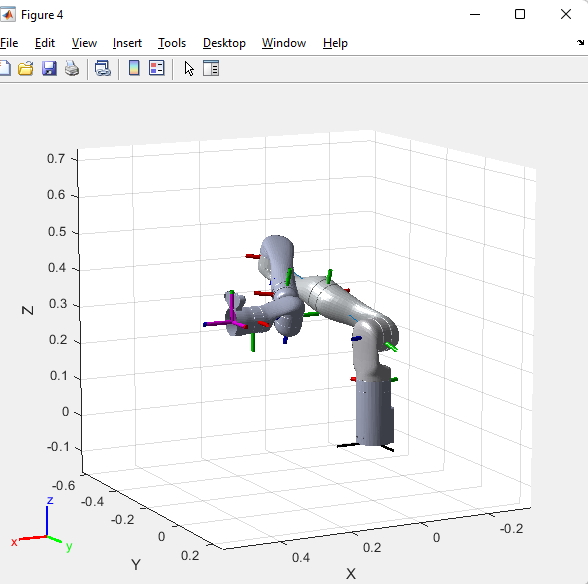 Figure 4
File Edit View Insert Tools Desktop Window Help
0.7
0.6
0.5
0.4
0.3
0.2
0.1
0
-0.1
Z
-0.6
-0.4
-0.2
0
0.2
Y
0.4
0.2
0
-0.2
X
z
x
y